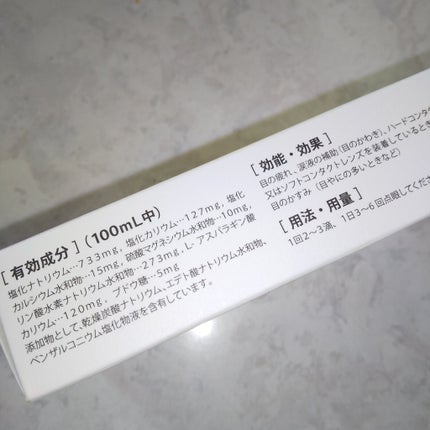 [有効成分](100mL中)
塩化ナトリウム…733mg, 塩化カリウム…127mg, 塩化
カルシウム水和物…15mg, 硫酸マグネシウム水和物…10mg,
リン酸水素ナトリウム水和物…273mg, L-アスパラギン酸
カリウム…120mg, ブドウ糖…5mg
添加物として, 乾燥炭酸ナトリウム, エデト酸ナトリウム水和物,
ベンザルコニウム塩化物液を含有しています。
[効能・効果]
目の疲れ、涙液の補助(目のかわき)、ハードコンタクト
又はソフトコンタクトレンズを装着しているとき
目のかすみ(目やにの多いときなど)
[用法・用量]
1回2~3滴、1日3~6回点眼してください